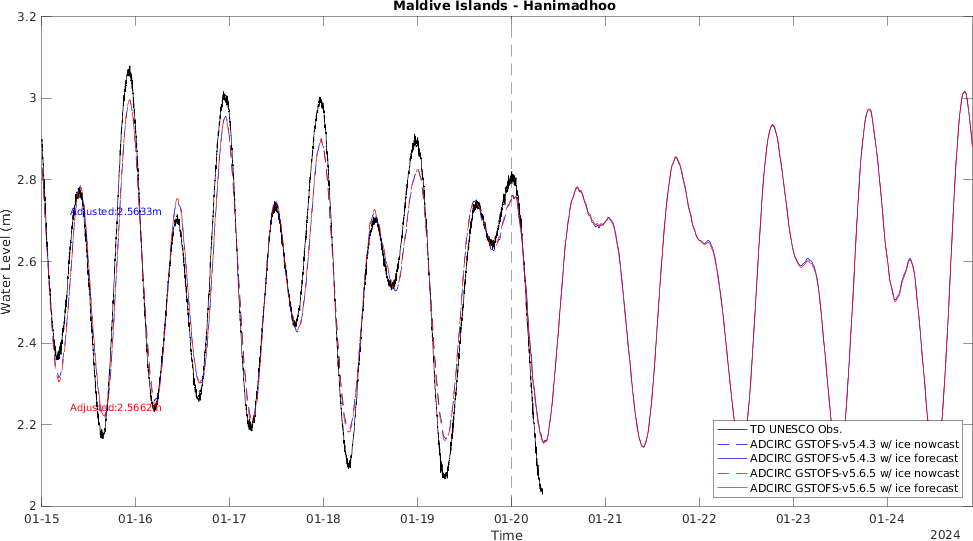 Maldive Islands - Hanimadhoo
3.2
3
2.8
2.6
2.4
2.2
2
Water Level (m)
Adjusted:2.5633m
Adjusted:2.5662m
TD UNESCO Obs.
ADCIRC GSTOFS-v5.4.3 w/ ice nowcast
ADCIRC GSTOFS-v5.4.3 w/ ice forecast
ADCIRC GSTOFS-v5.6.5 w/ ice nowcast
ADCIRC GSTOFS-v5.6.5 w/ ice forecast
01-15 01-16 01-17 01-18 01-19 01-20 01-21 01-22 01-23 01-24
Time
2024